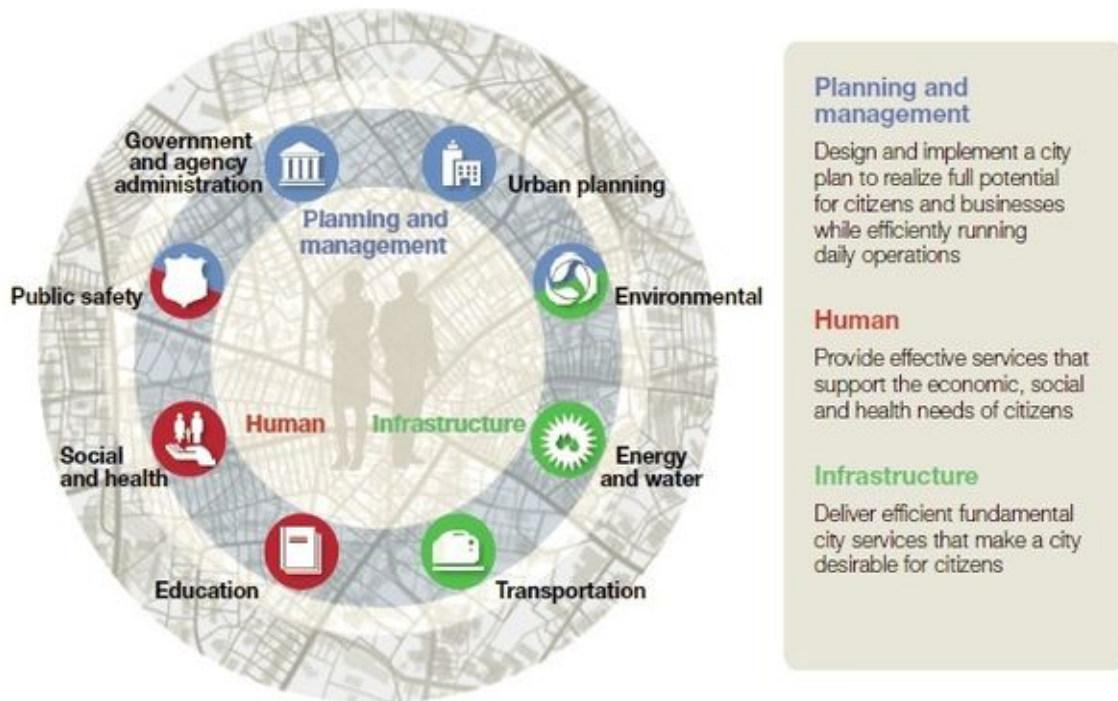 Government
and agency
administration
Urban planning
Planning and
management
Public safety
Environmental
Human
Infrastructure
Social
and health
Energy
and water
Education
Transportation
Planning and
management
Design and implement a city
plan to realize full potential
for citizens and businesses
while efficiently running
daily operations
Human
Provide effective services that
support the economic, social
and health needs of citizens
Infrastructure
Deliver efficient fundamental
city services that make a city
desirable for citizens